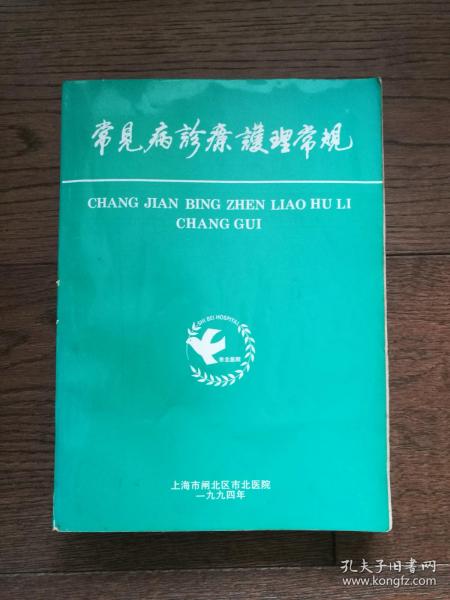 常見病診療護理常規
CHANG JIAN BING ZHEN LIAO HU LI
CHANG GUI
SHI BEI HOSPITAL
市北医院
上海市闸北区市北医院
一九九四年
孔夫子旧书网
www.kongfz.com